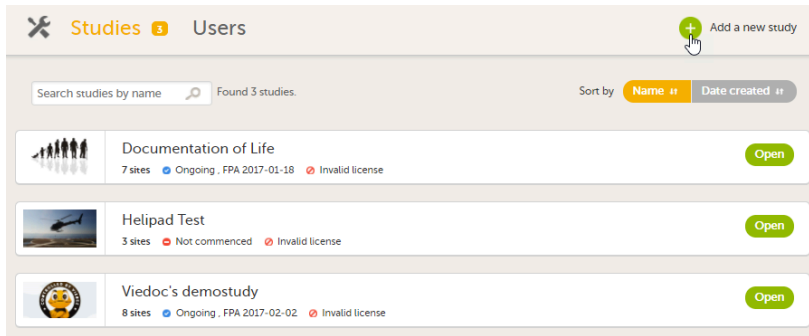 Studies 3 Users
Add a new study
Search studies by name
Found 3 studies.
Sort by Name Date created
Documentation of Life
7 sites Ongoing , FPA 2017-01-18 Invalid license
Open
Helipad Test
3 sites Not commenced Invalid license
Open
Viedoc's demostudy
8 sites Ongoing , FPA 2017-02-02 Invalid license
Open